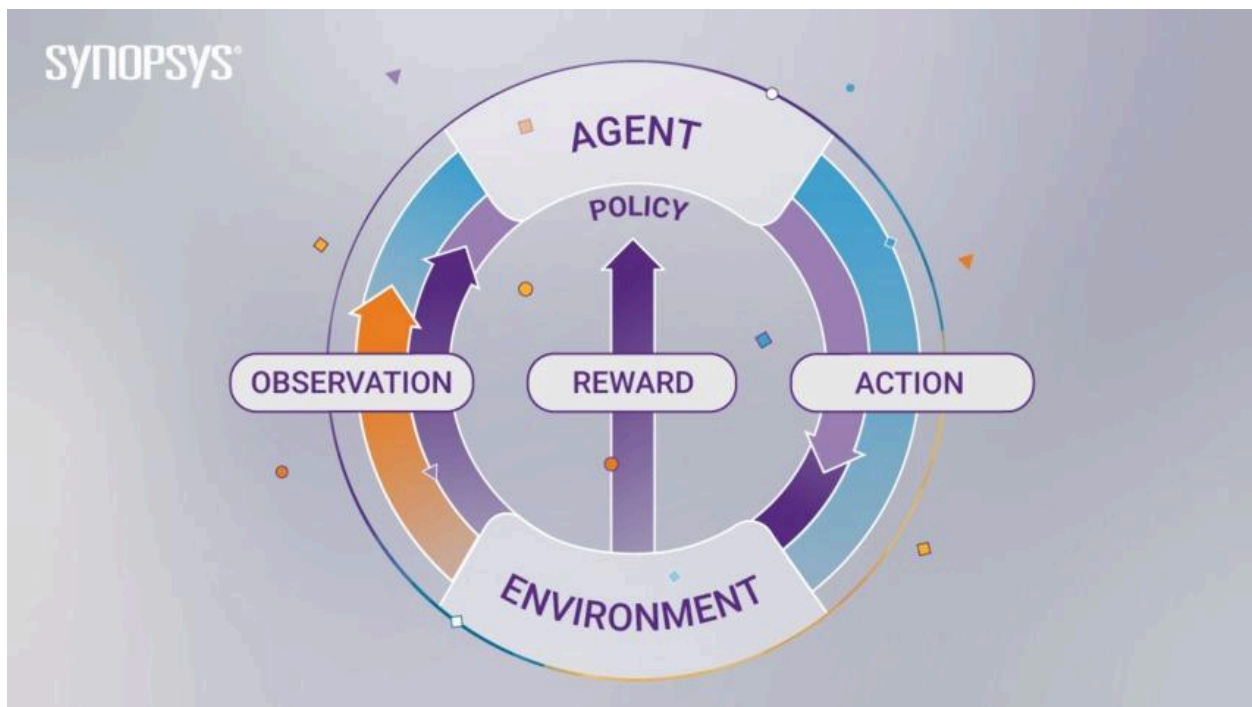 SYNOPSYS®
AGENT
POLICY
OBSERVATION
REWARD
ACTION
ENVIRONMENT